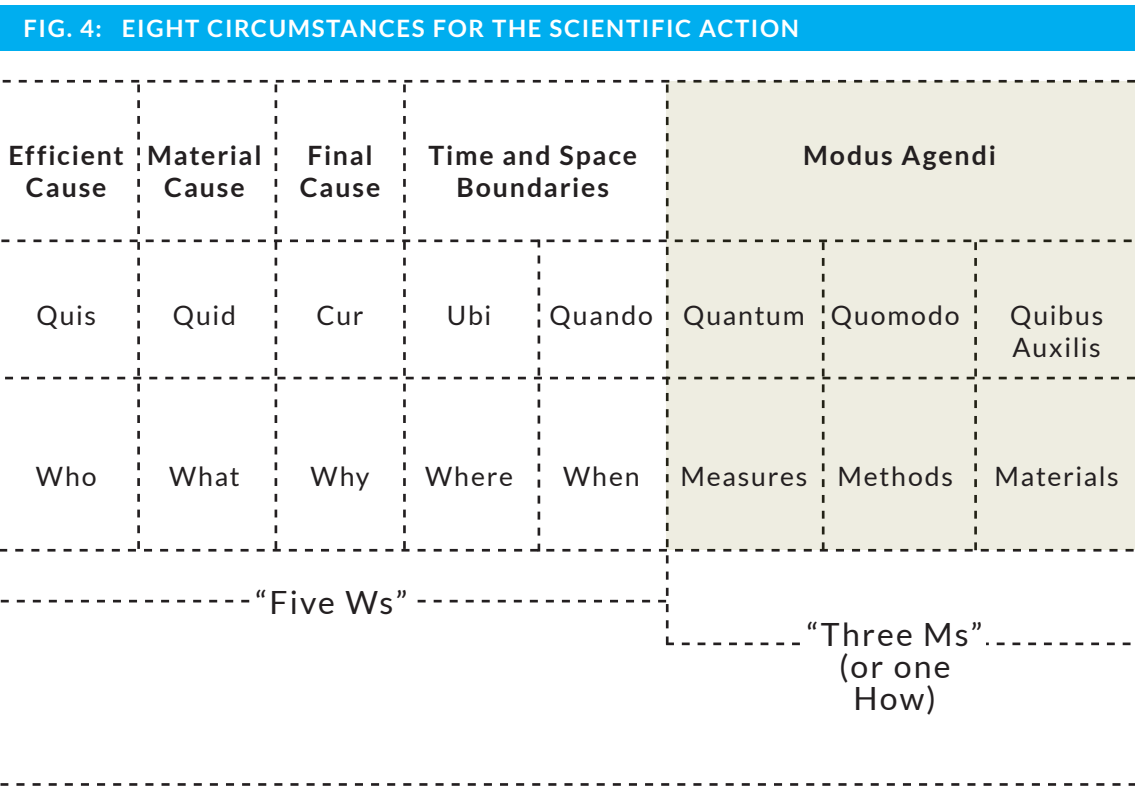 FIG. 4: EIGHT CIRCUMSTANCES FOR THE SCIENTIFIC ACTION
Efficient Cause
Material Cause
Final Cause
Time and Space Boundaries
Modus Agendi
Quis
Quid
Cur
Ubi
Quando
Quantum
Quomodo
Quibus Auxilis
Who
What
Why
Where
When
Measures
Methods
Materials
“Five Ws”
“Three Ms”
(or one
How)